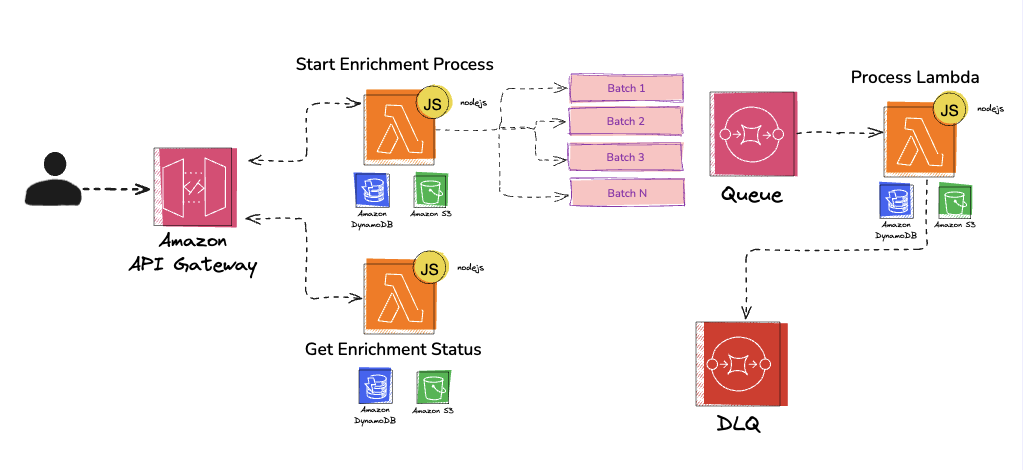 Start Enrichment Process
JS
nodejs
Amazon
DynamoDB
Amazon S3
Batch 1
Batch 2
Batch 3
Batch N
Queue
Process Lambda
JS
nodejs
Amazon
DynamoDB
Amazon S3
Amazon
API Gateway
JS
nodejs
Get Enrichment Status
Amazon
DynamoDB
Amazon S3
DLQ